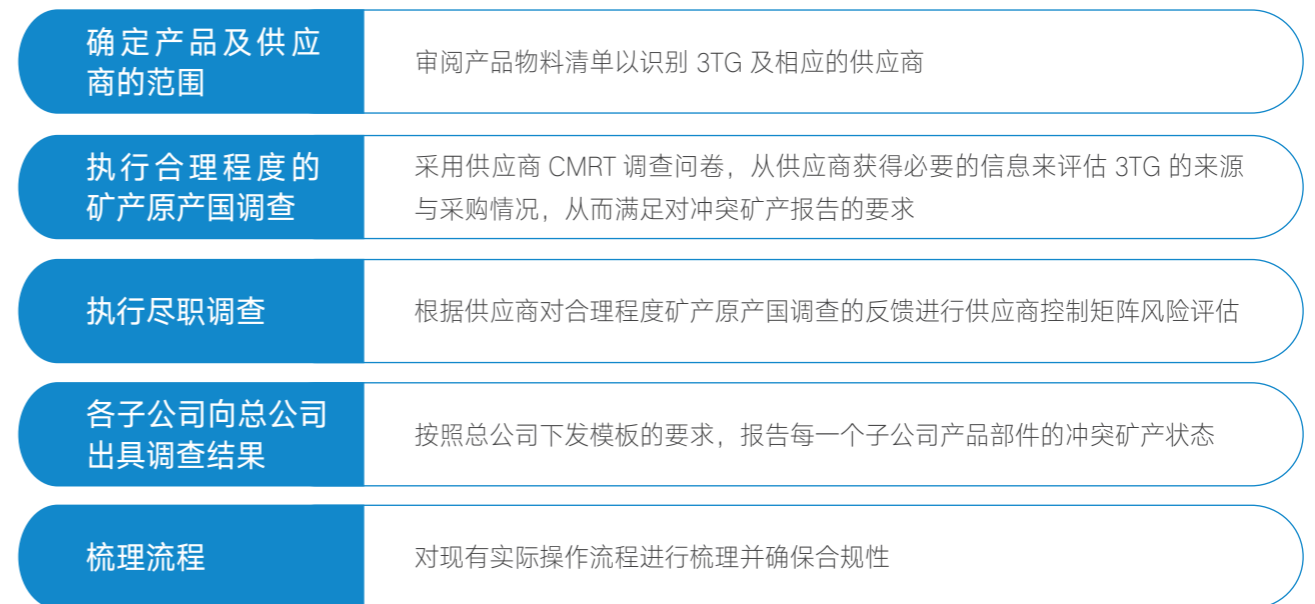 确定产品及供应
商的范围
审阅产品物料清单以识别 3TG 及相应的供应商
执行合理程度的
矿产原产国调查
采用供应商 CMRT 调查问卷，从供应商获得必要的信息来评估 3TG 的来源
与采购情况，从而满足对冲突矿产报告的要求
执行尽职调查
根据供应商对合理程度矿产原产国调查的反馈进行供应商控制矩阵风险评估
各子公司向总公司
出具调查结果
按照总公司下发模板的要求，报告每一个子公司产品部件的冲突矿产状态
梳理流程
对现有实际操作流程进行梳理并确保合规性